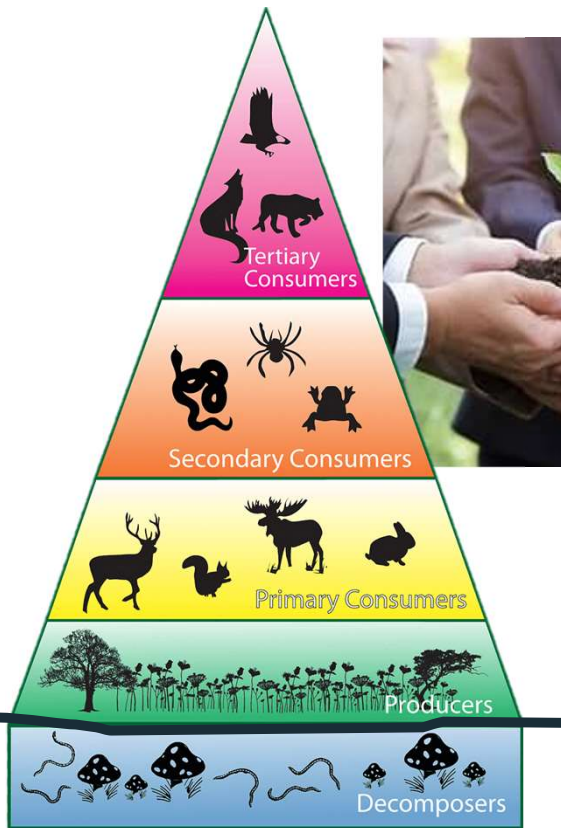 Tertiary
Consumers
Secondary Consumers
Primary Consumers
Producers
Decomposers